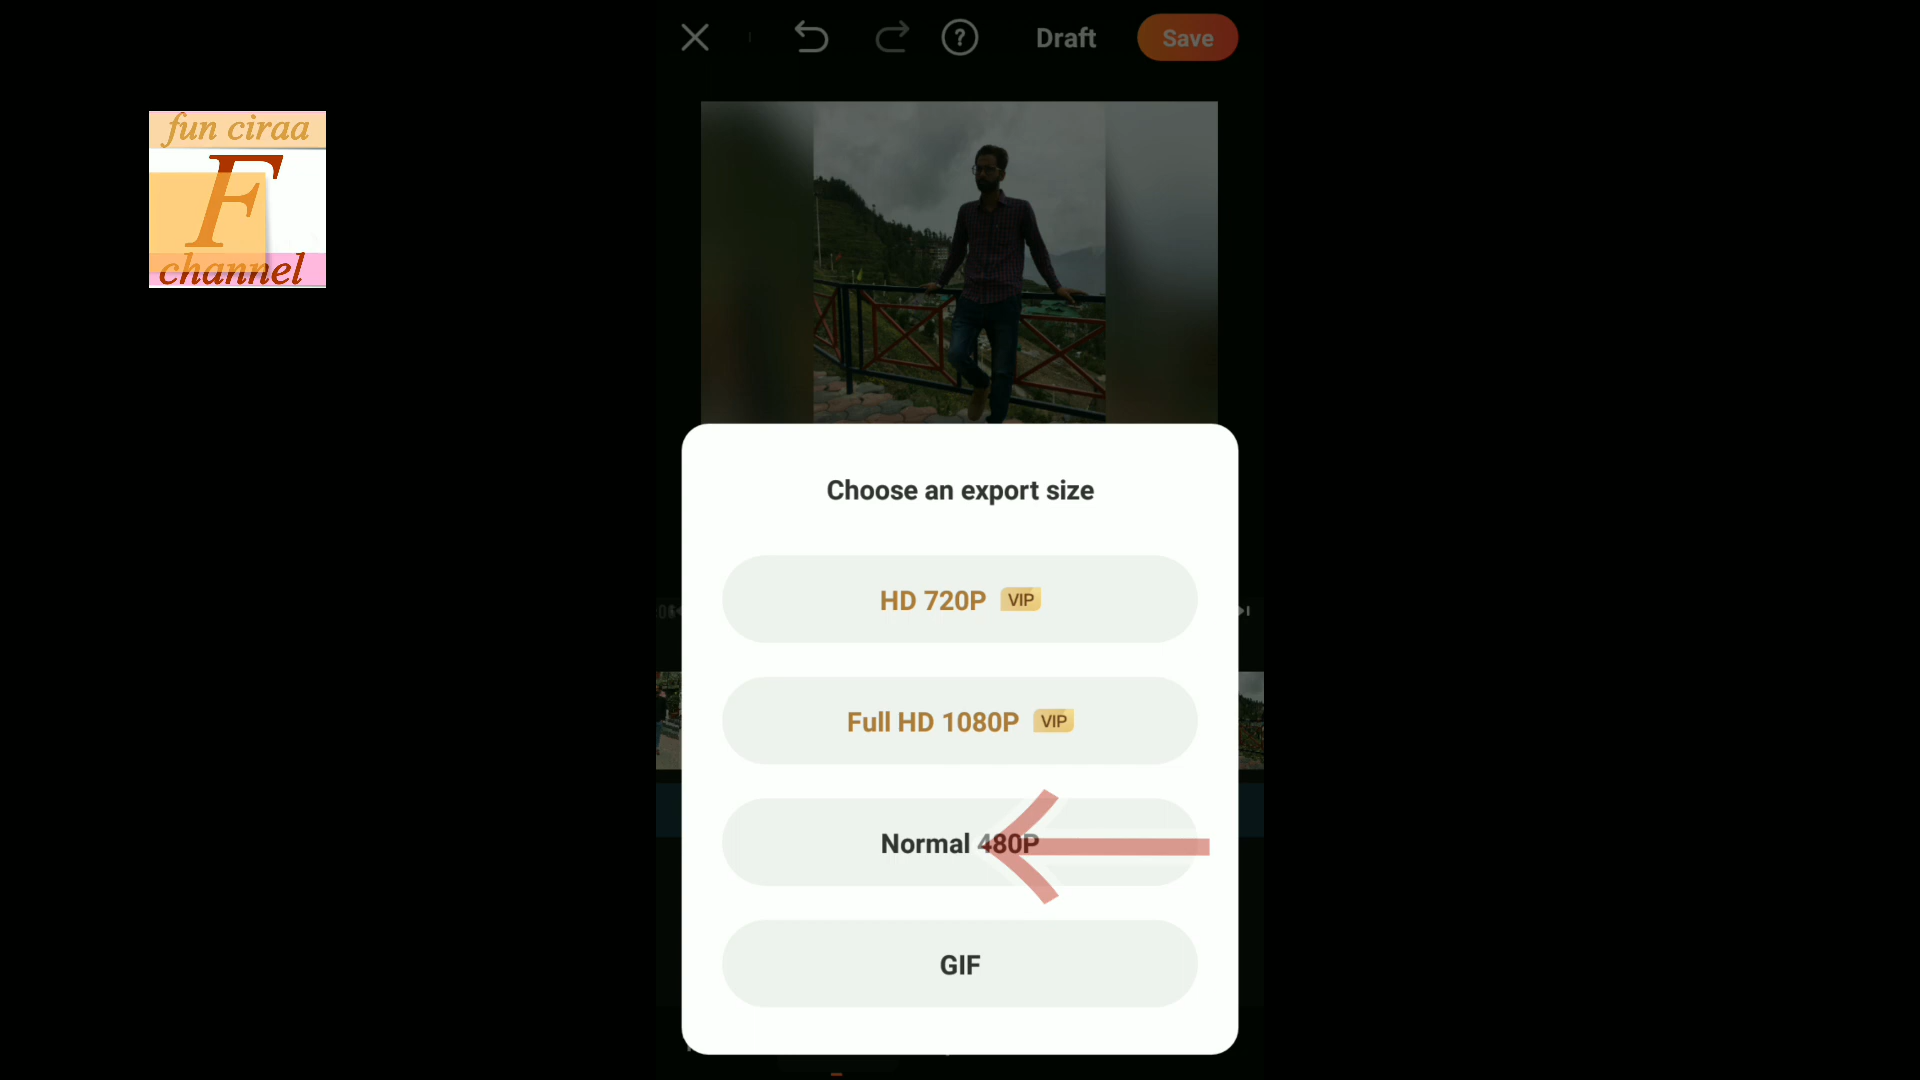 Draft
Save
fun ciraa
F
channel
Choose an export size
HD 720P VIP
Full HD 1080P VIP
Normal 480P
GIF